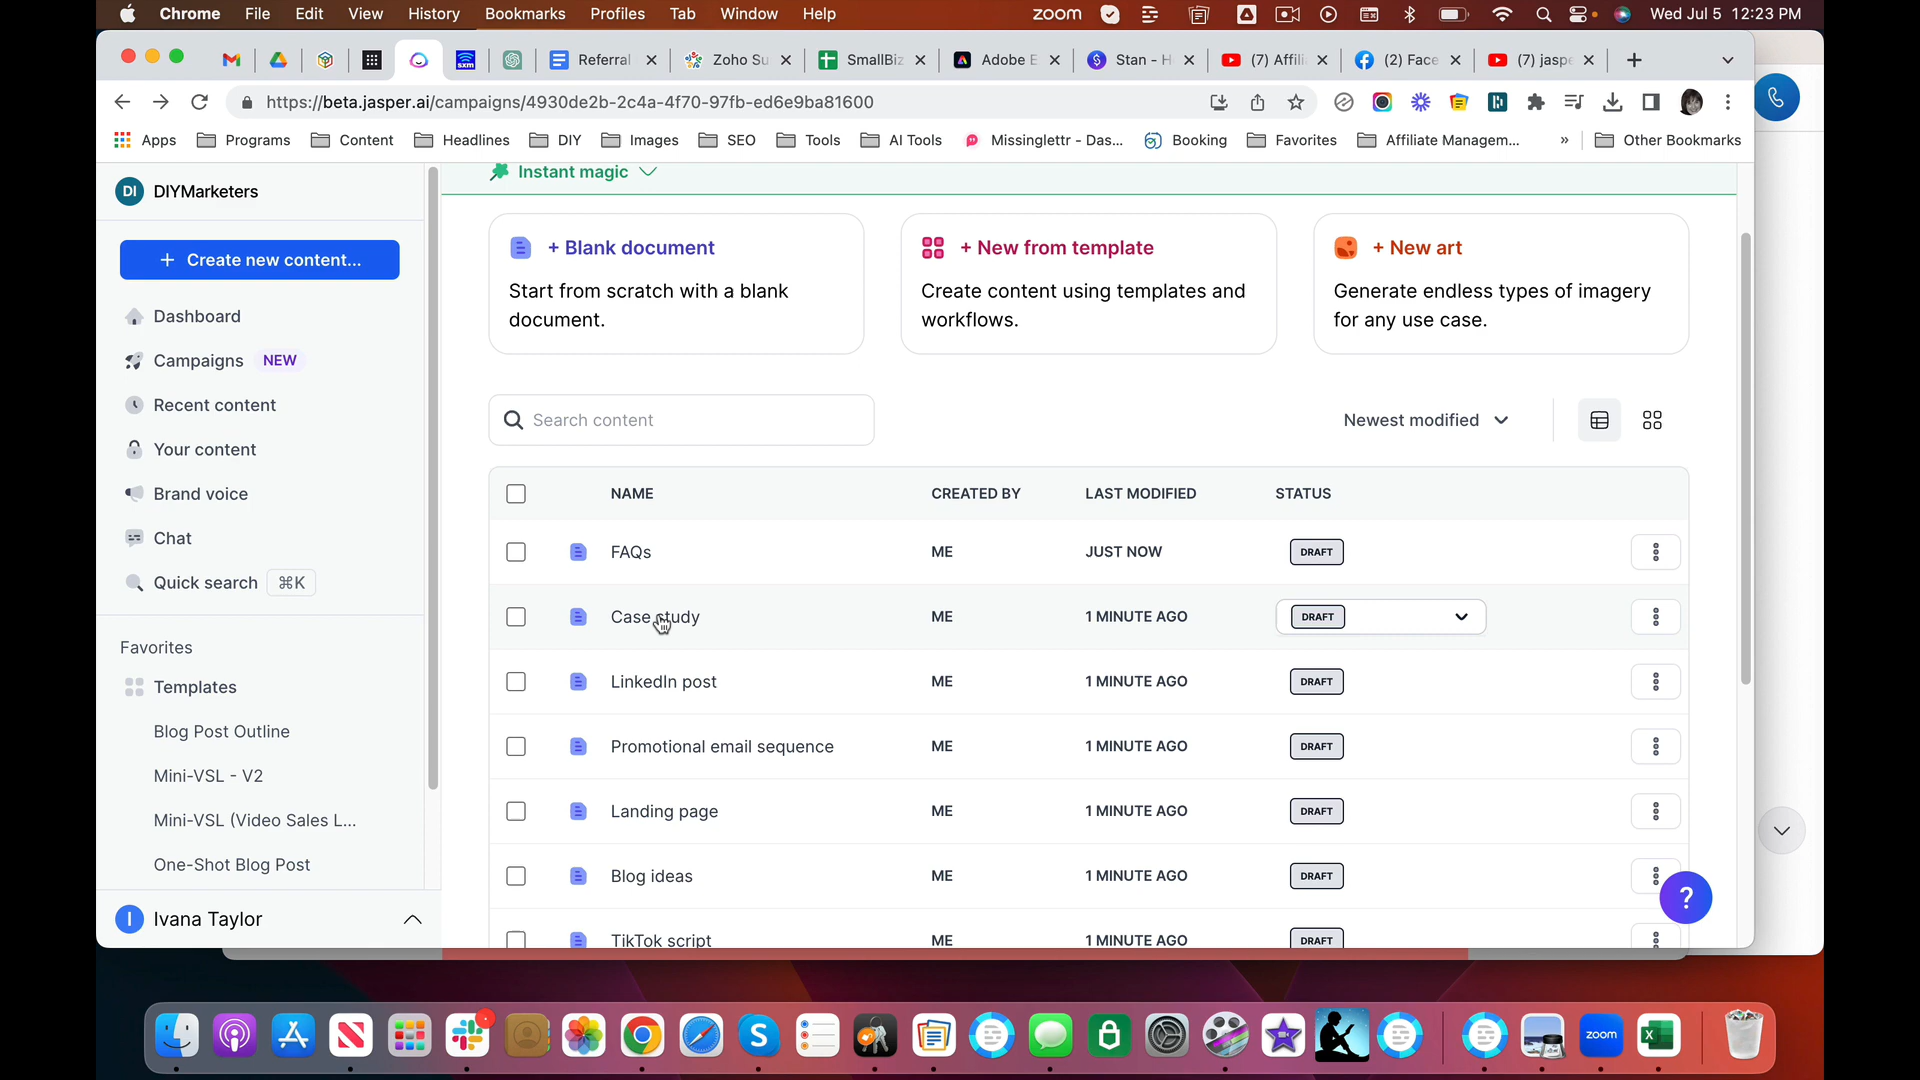 Chrome File Edit View History Bookmarks Profiles Tab Window Help zoom Wed Jul 5 12:23 PM
Referral Zoho Su SmallBiz Adobe E Stan - H (7) Affili (2) Face (7) jaspe
https://beta.jasper.ai/campaigns/4930de2b-2c4a-4f70-97fb-ed6e9ba81600
Apps Programs Content Headlines DIY Images SEO Tools AI Tools Missinglettr - Das... Booking Favorites Affiliate Managem... » Other Bookmarks
DI DIYMarketers
+ Create new content...
Dashboard
Campaigns NEW
Recent content
Your content
Brand voice
Chat
Quick search ⌘K
Favorites
Templates
Blog Post Outline
Mini-VSL - V2
Mini-VSL (Video Sales L...
One-Shot Blog Post
I Ivana Taylor
Instant magic
+ Blank document
Start from scratch with a blank
document.
+ New from template
Create content using templates and
workflows.
+ New art
Generate endless types of imagery
for any use case.
Search content
Newest modified
NAME CREATED BY LAST MODIFIED STATUS
FAQs ME JUST NOW DRAFT
Case study ME 1 MINUTE AGO DRAFT
LinkedIn post ME 1 MINUTE AGO DRAFT
Promotional email sequence ME 1 MINUTE AGO DRAFT
Landing page ME 1 MINUTE AGO DRAFT
Blog ideas ME 1 MINUTE AGO DRAFT
TikTok script ME 1 MINUTE AGO DRAFT
?
zoom